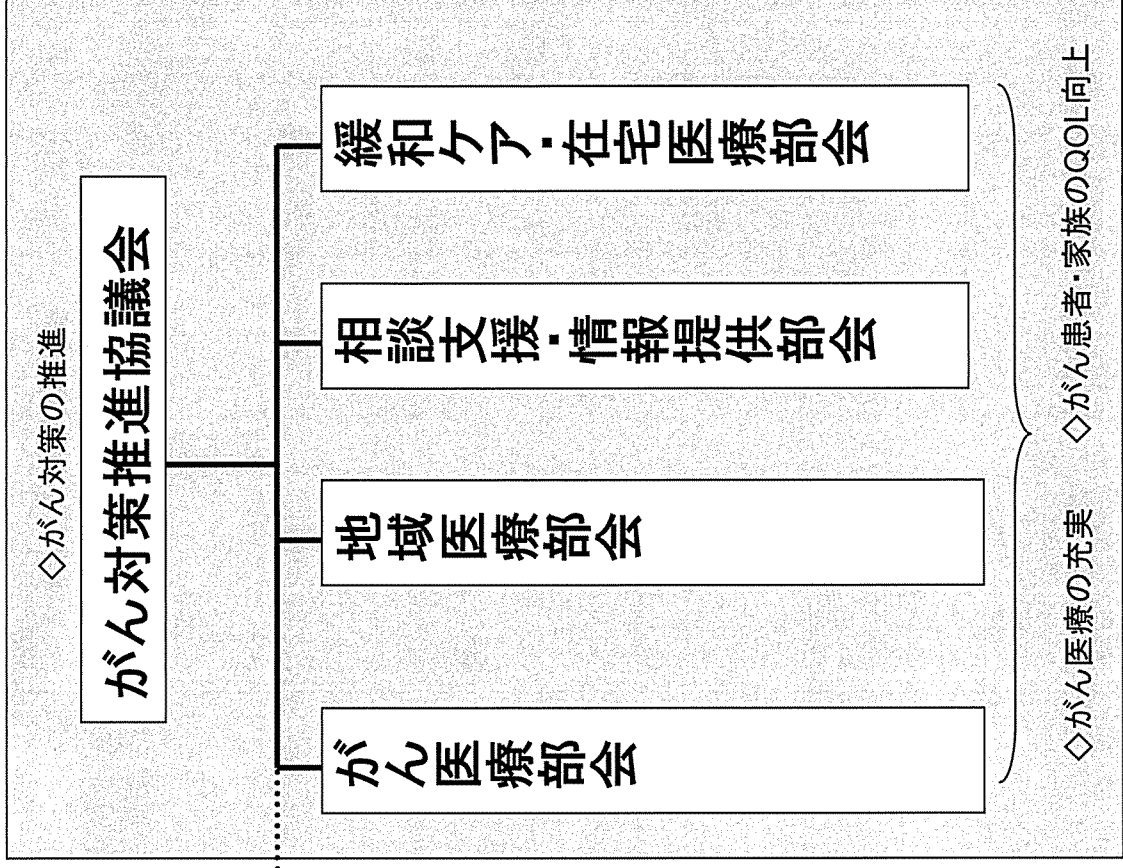 ◇がん対策の推進
がん対策推進協議会
がん医療部会
地域医療部会
相談支援・情報提供部会
緩和ケア・在宅医療部会
◇がん医療の充実　◇がん患者・家族のQOL向上